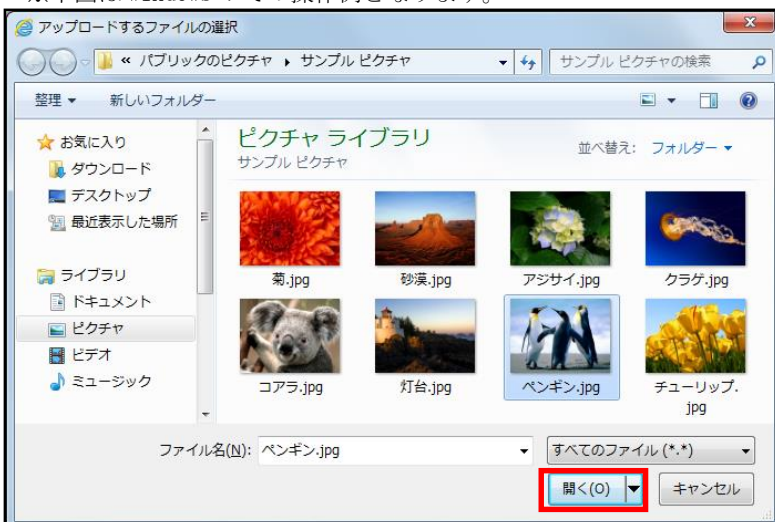 アップロードするファイルの選択
« パブリックのピクチャ ▸ サンプル ピクチャ
サンプル ピクチャの検索
整理 ▼ 新しいフォルダー
お気に入り
ダウンロード
デスクトップ
最近表示した場所
ライブラリ
ドキュメント
ピクチャ
ビデオ
ミュージック
ピクチャ ライブラリ
サンプル ピクチャ
並べ替え: フォルダー ▼
菊.jpg
砂漠.jpg
アジサイ.jpg
クラゲ.jpg
コアラ.jpg
灯台.jpg
ペンギン.jpg
チューリップ.
jpg
ファイル名(N): ペンギン.jpg
すべてのファイル (*.*)
開く(O)
キャンセル